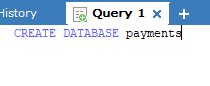 History
Query 1
CREATE DATABASE payments